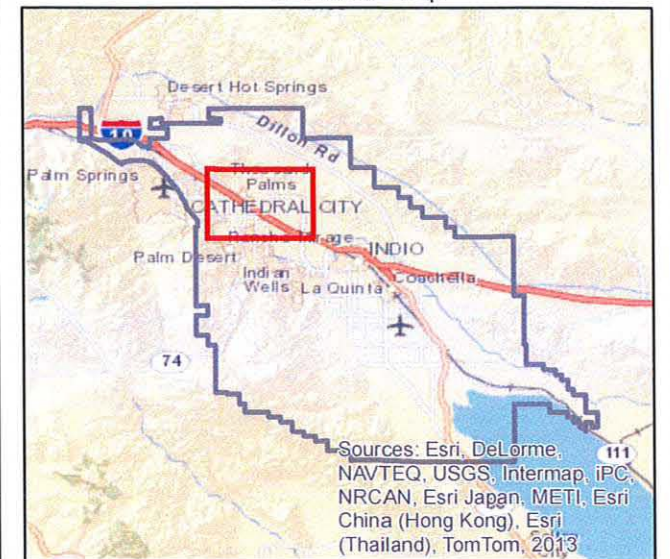 Desert Hot Springs
10
Dillon Rd
Palm Springs
Palms
CATHEDRAL CITY
Rancho Mirage
INDIO
Palm Desert
Indian
Wells
La Quinta
Coachella
74
111
Sources: Esri, DeLorme,
NAVTEQ, USGS, Intermap, iPC,
NRCAN, Esri Japan, METI, Esri
China (Hong Kong), Esri
(Thailand), TomTom, 2013